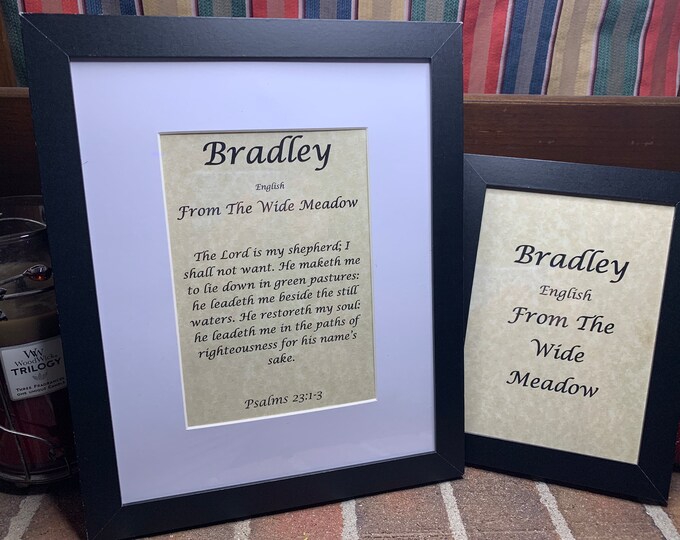 Bradley
English
From The Wide Meadow
The Lord is my shepherd; I
shall not want. He maketh me
to lie down in green pastures:
he leadeth me beside the still
waters. He restoreth my soul:
he leadeth me in the paths of
righteousness for his name's
sake.
Psalms 23:1-3
Bradley
English
From The
Wide
Meadow
WW
WoodWick
TRILOGY